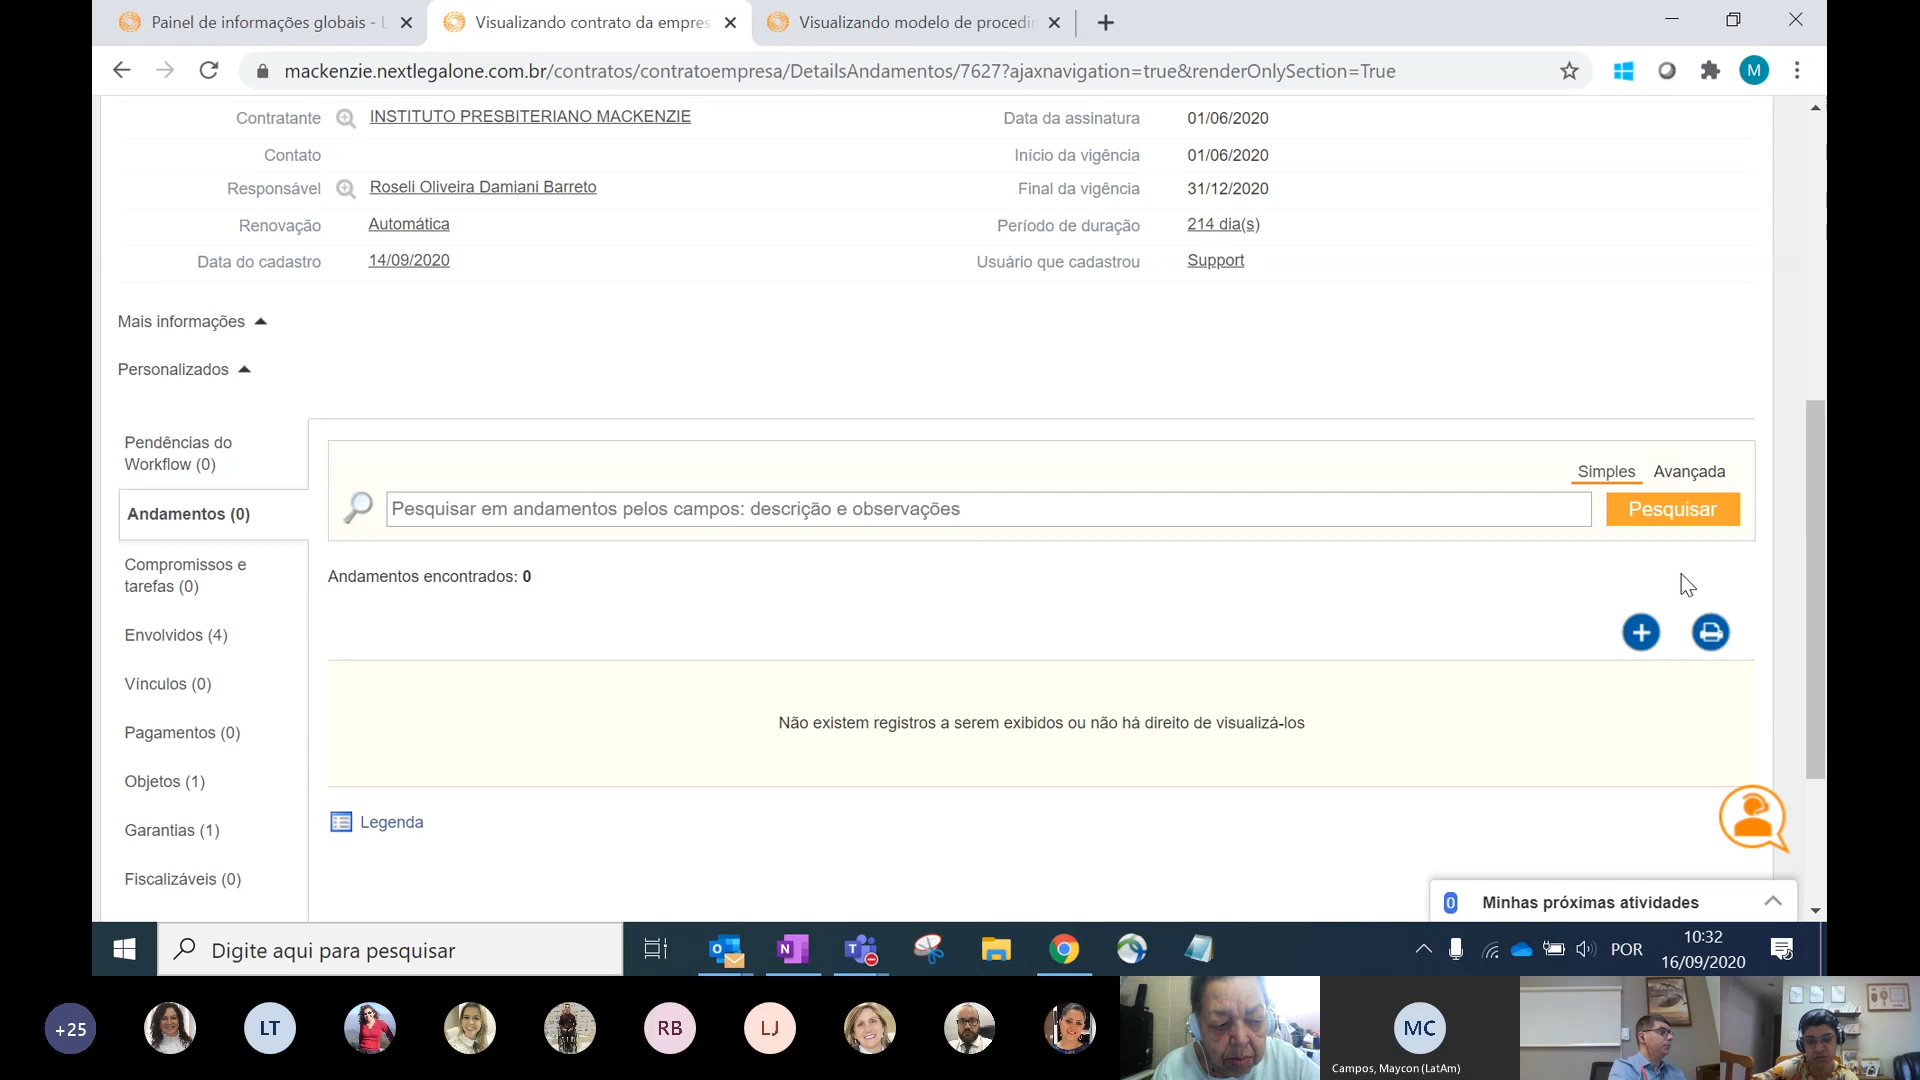 Painel de informações globais - L
Visualizando contrato da empres
Visualizando modelo de procedin
mackenzie.nextlegalone.com.br/contratos/contratoempresa/DetailsAndamentos/7627?ajaxnavigation=true&renderOnlySection=True
M
Contratante INSTITUTO PRESBITERIANO MACKENZIE Data da assinatura 01/06/2020
Contato Início da vigência 01/06/2020
Responsável Roseli Oliveira Damiani Barreto Final da vigência 31/12/2020
Renovação Automática Período de duração 214 dia(s)
Data do cadastro 14/09/2020 Usuário que cadastrou Support
Mais informações
Personalizados
Pendências do
Workflow (0)
Andamentos (0)
Compromissos e
tarefas (0)
Envolvidos (4)
Vínculos (0)
Pagamentos (0)
Objetos (1)
Garantias (1)
Fiscalizáveis (0)
Simples Avançada
Pesquisar em andamentos pelos campos: descrição e observações
Pesquisar
Andamentos encontrados: 0
Não existem registros a serem exibidos ou não há direito de visualizá-los
Legenda
0 Minhas próximas atividades
Digite aqui para pesquisar
POR
10:32
16/09/2020
+25
LT
RB
LJ
MC
Campos, Maycon (LatAm)